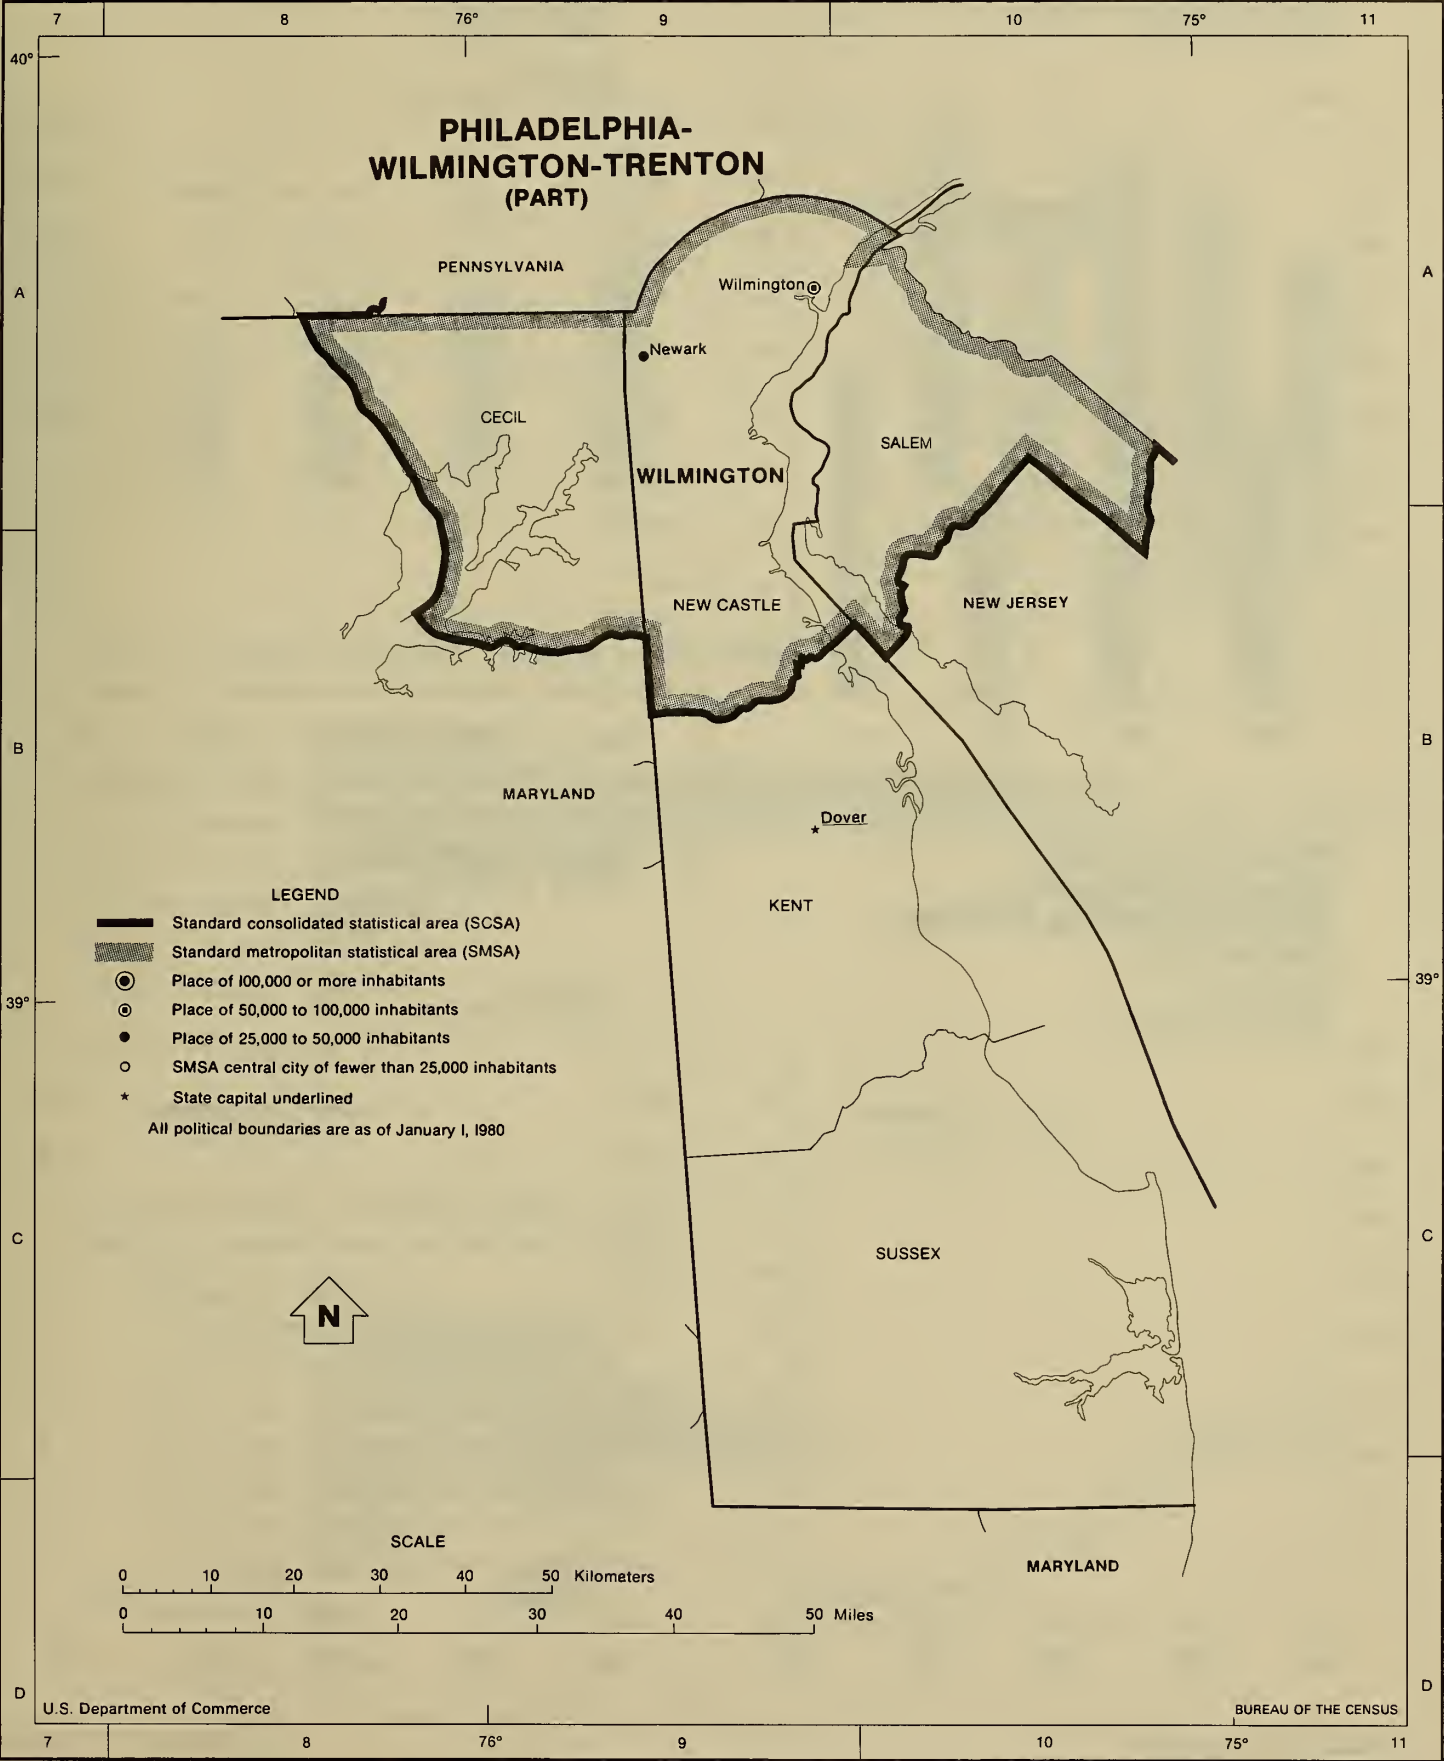 7 8 76° 9 10 75° 11
40°
PHILADELPHIA-
WILMINGTON-TRENTON
(PART)
PENNSYLVANIA
A
A
Wilmington
Newark
CECIL
SALEM
WILMINGTON
NEW CASTLE
NEW JERSEY
B
B
MARYLAND
Dover
KENT
LEGEND
Standard consolidated statistical area (SCSA)
Standard metropolitan statistical area (SMSA)
Place of 100,000 or more inhabitants
Place of 50,000 to 100,000 inhabitants
Place of 25,000 to 50,000 inhabitants
SMSA central city of fewer than 25,000 inhabitants
State capital underlined
All political boundaries are as of January 1, 1980
39°
39°
C
C
SUSSEX
N
SCALE
0 10 20 30 40 50 Kilometers
0 10 20 30 40 50 Miles
MARYLAND
D
D
U.S. Department of Commerce
BUREAU OF THE CENSUS
7 8 76° 9 10 75° 11